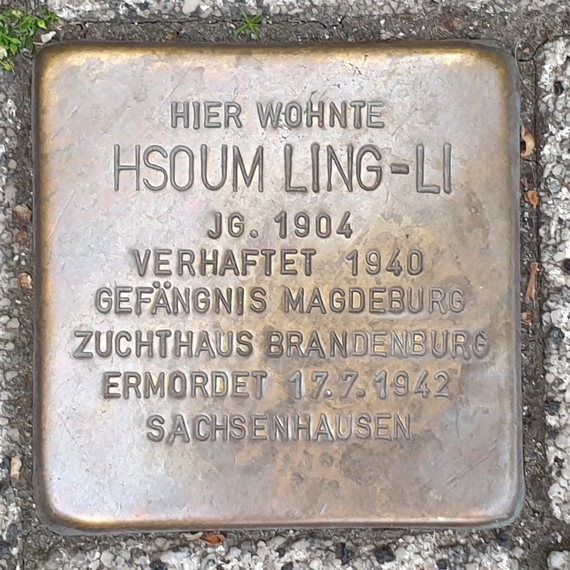 HIER WOHNTE
HSOUM LING-LI
JG. 1904
VERHAFTET 1940
GEFÄNGNIS MAGDEBURG
ZUCHTHAUS BRANDENBURG
ERMORDET 17.7.1942
SACHSENHAUSEN